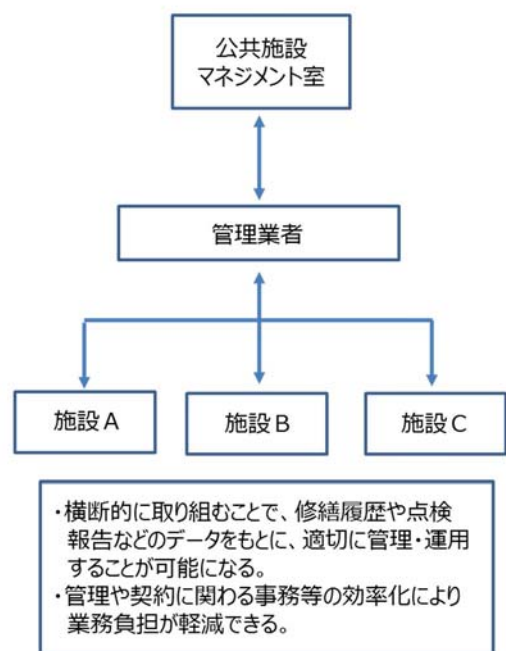 公共施設
マネジメント室
管理業者
施設A
施設B
施設C
・横断的に取り組むことで、修繕履歴や点検
報告などのデータをもとに、適切に管理・運用
することが可能になる。
・管理や契約に関わる事務等の効率化により
業務負担が軽減できる。